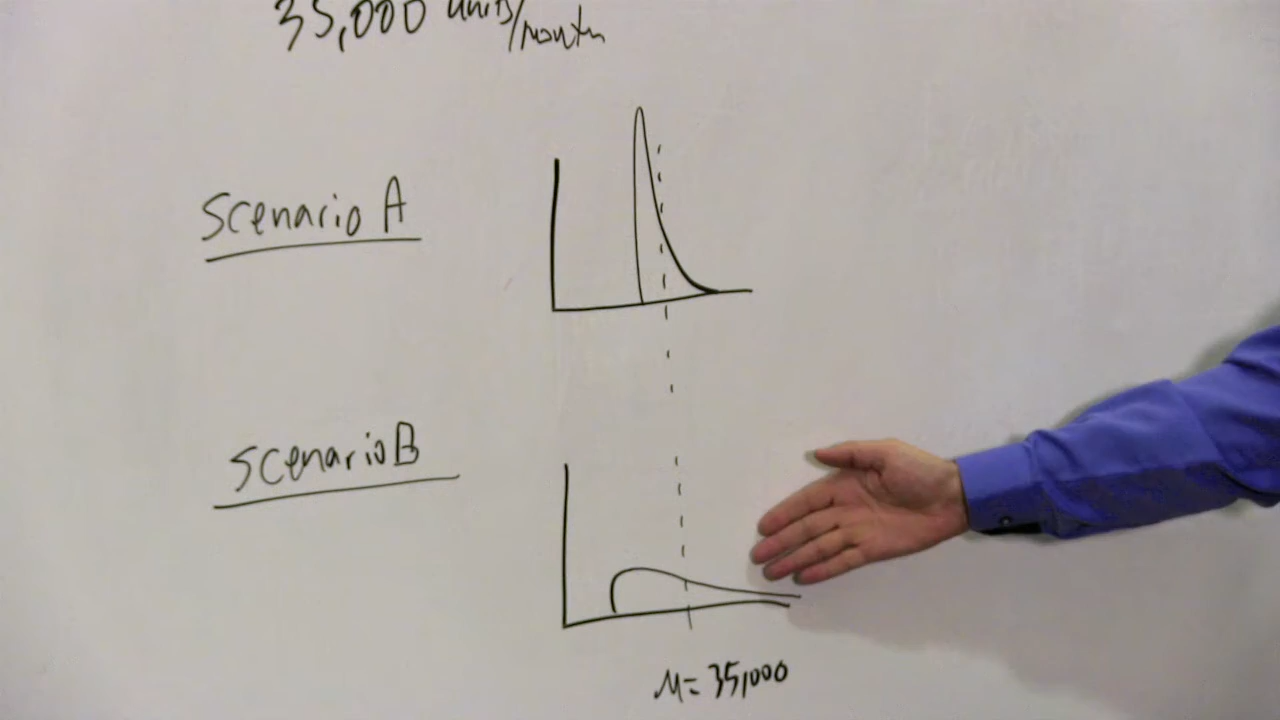 35,000 units/month
Scenario A
Scenario B
μ= 35,000